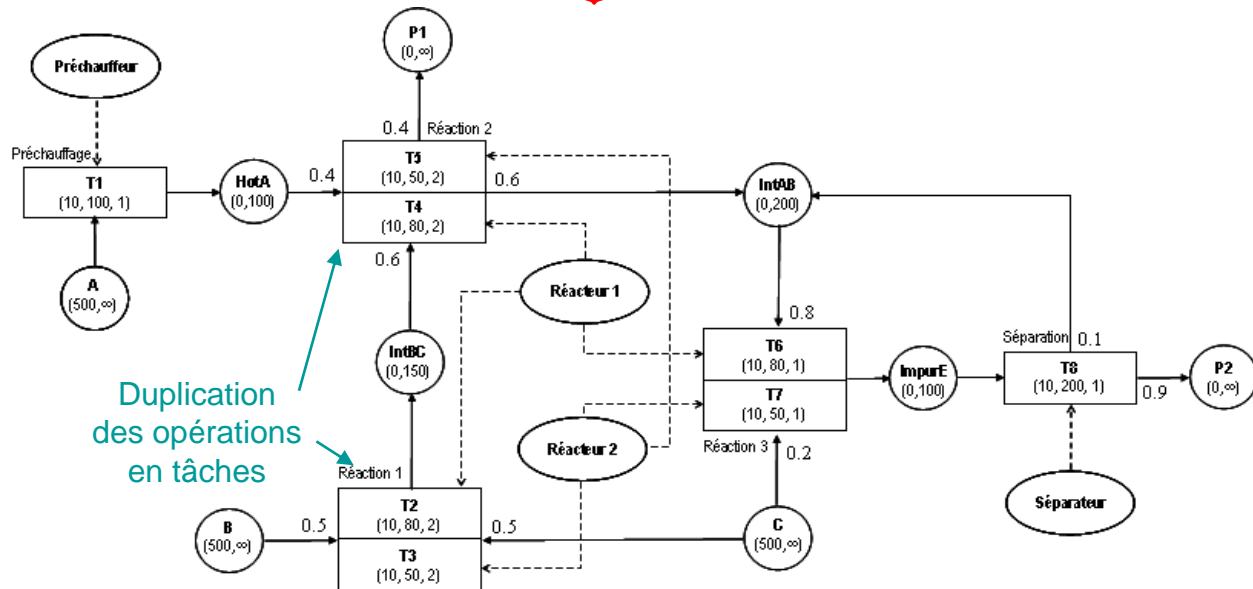 P1
(0,∞)
Préchauffeur
0.4
Réaction 2
Préchauffage
T1
(10, 100, 1)
HotA
(0,100)
0.4
T5
(10, 50, 2)
0.6
T4
(10, 80, 2)
IntAB
(0,200)
0.6
A
(500,∞)
Réacteur 1
IntBC
(0,150)
0.8
T6
(10, 80, 1)
T7
(10, 50, 1)
ImpurE
(0,100)
Séparation
0.1
T8
(10, 200, 1)
0.9
P2
(0,∞)
Duplication
des opérations
en tâches
Réacteur 2
Réaction 3
0.2
Réaction 1
Séparateur
B
(500,∞)
0.5
T2
(10, 80, 2)
0.5
T3
(10, 50, 2)
C
(500,∞)